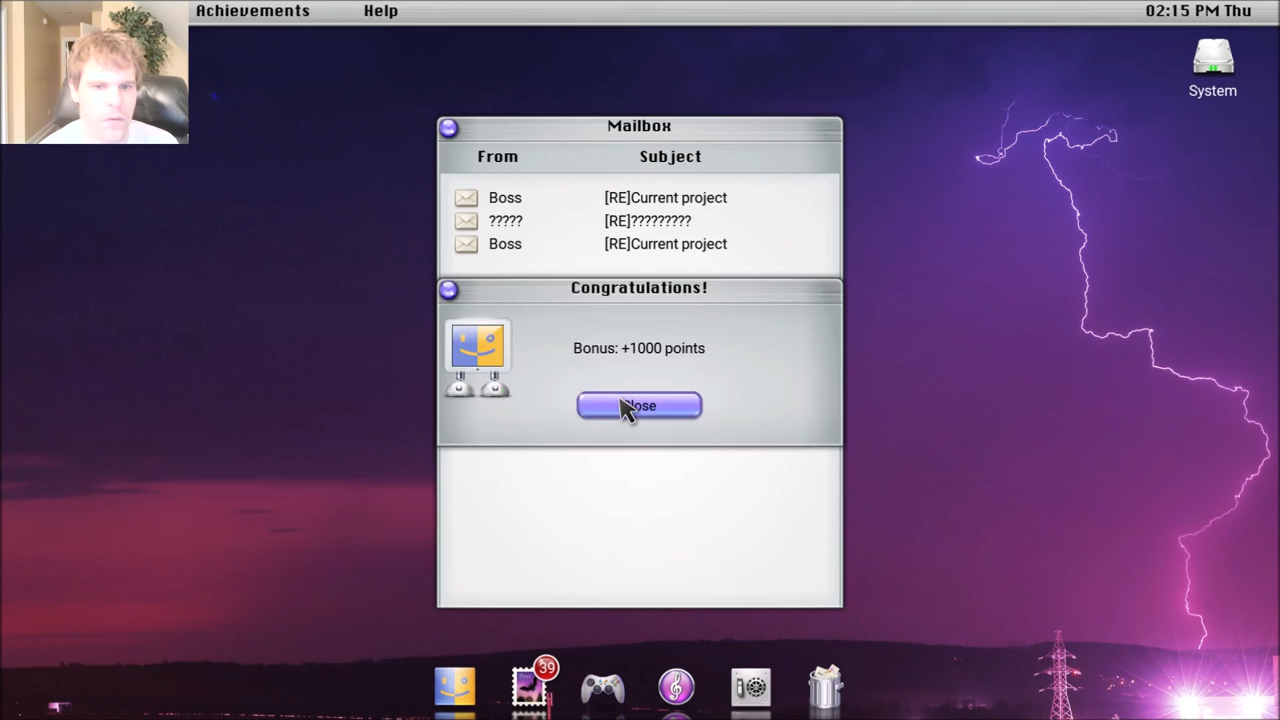 Achievements Help 02:15 PM Thu
System
Mailbox
From Subject
Boss [RE]Current project
????? [RE]?????????
Boss [RE]Current project
Congratulations!
Bonus: +1000 points
39